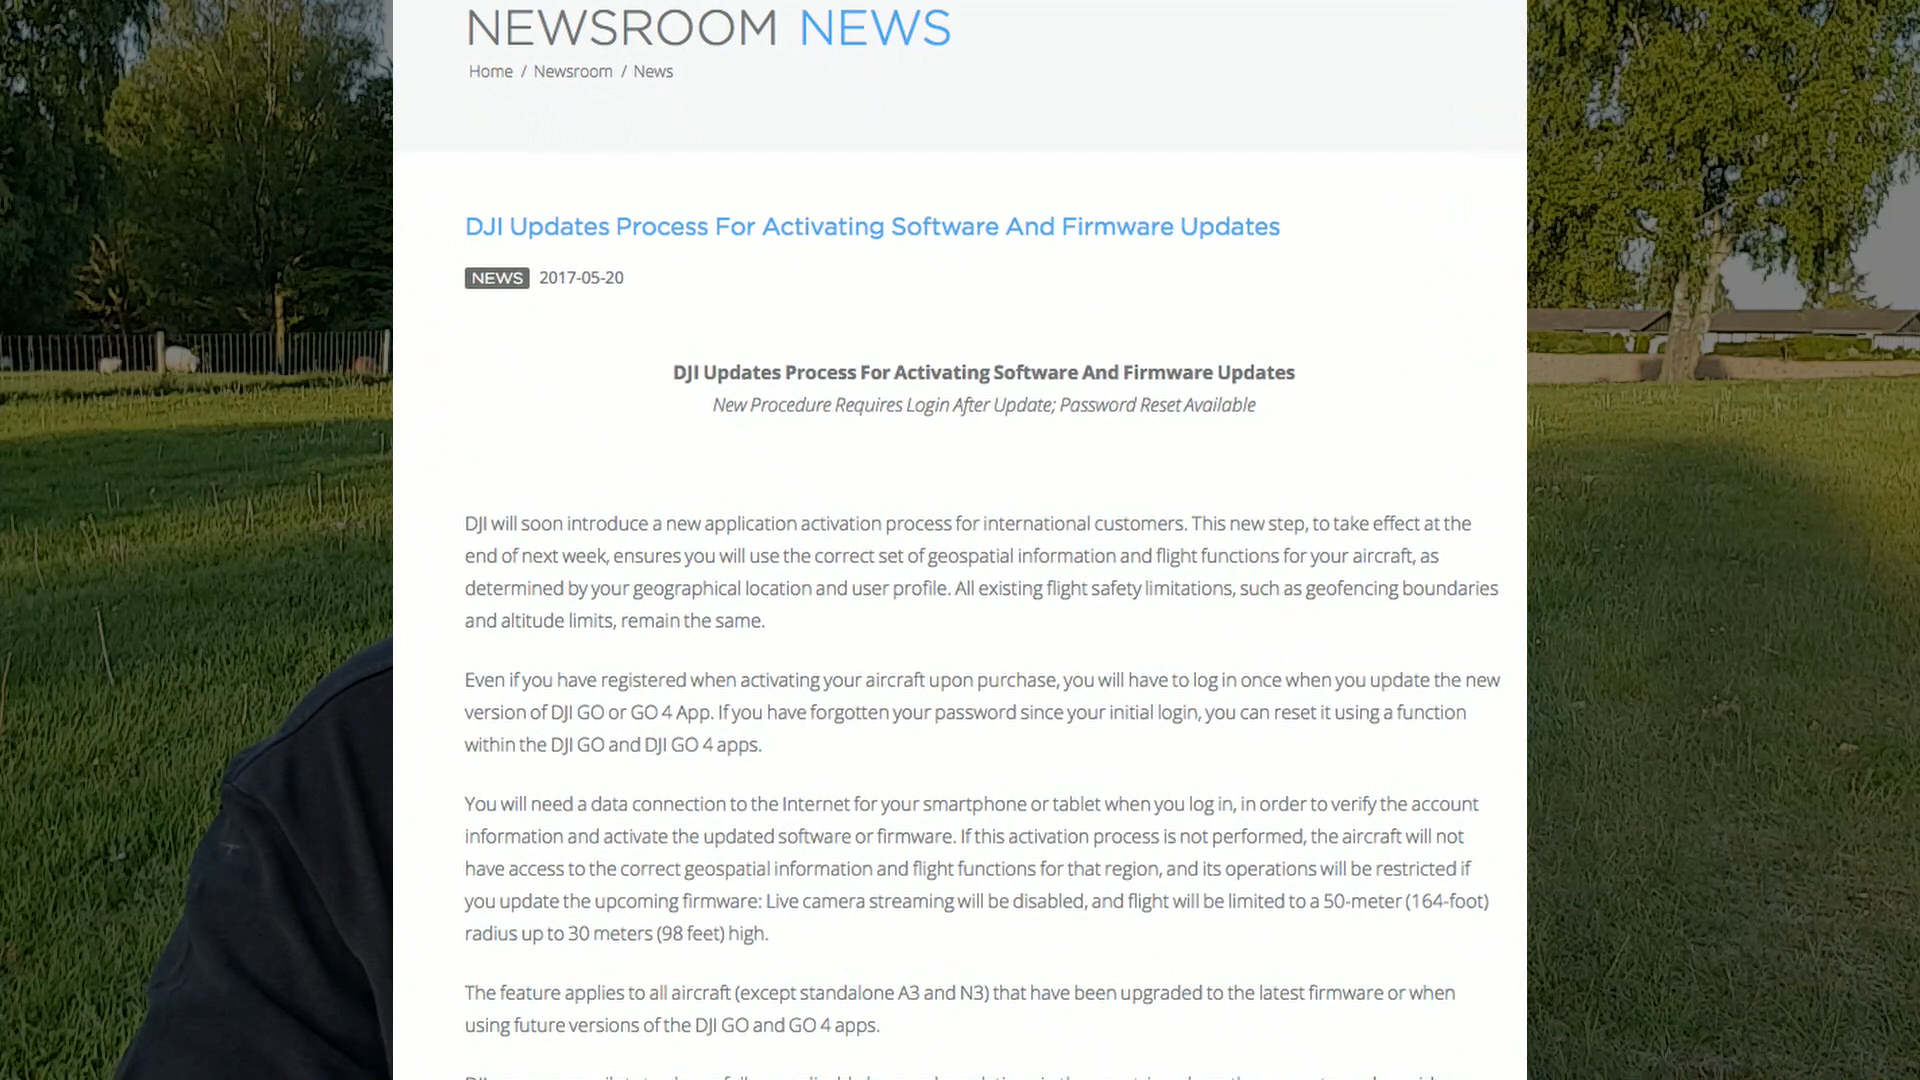 NEWSROOM NEWS
Home / Newsroom / News
DJI Updates Process For Activating Software And Firmware Updates
NEWS 2017-05-20
DJI Updates Process For Activating Software And Firmware Updates
New Procedure Requires Login After Update; Password Reset Available
DJI will soon introduce a new application activation process for international customers. This new step, to take effect at the
end of next week, ensures you will use the correct set of geospatial information and flight functions for your aircraft, as
determined by your geographical location and user profile. All existing flight safety limitations, such as geofencing boundaries
and altitude limits, remain the same.
Even if you have registered when activating your aircraft upon purchase, you will have to log in once when you update the new
version of DJI GO or GO 4 App. If you have forgotten your password since your initial login, you can reset it using a function
within the DJI GO and DJI GO 4 apps.
You will need a data connection to the Internet for your smartphone or tablet when you log in, in order to verify the account
information and activate the updated software or firmware. If this activation process is not performed, the aircraft will not
have access to the correct geospatial information and flight functions for that region, and its operations will be restricted if
you update the upcoming firmware: Live camera streaming will be disabled, and flight will be limited to a 50-meter (164-foot)
radius up to 30 meters (98 feet) high.
The feature applies to all aircraft (except standalone A3 and N3) that have been upgraded to the latest firmware or when
using future versions of the DJI GO and GO 4 apps.